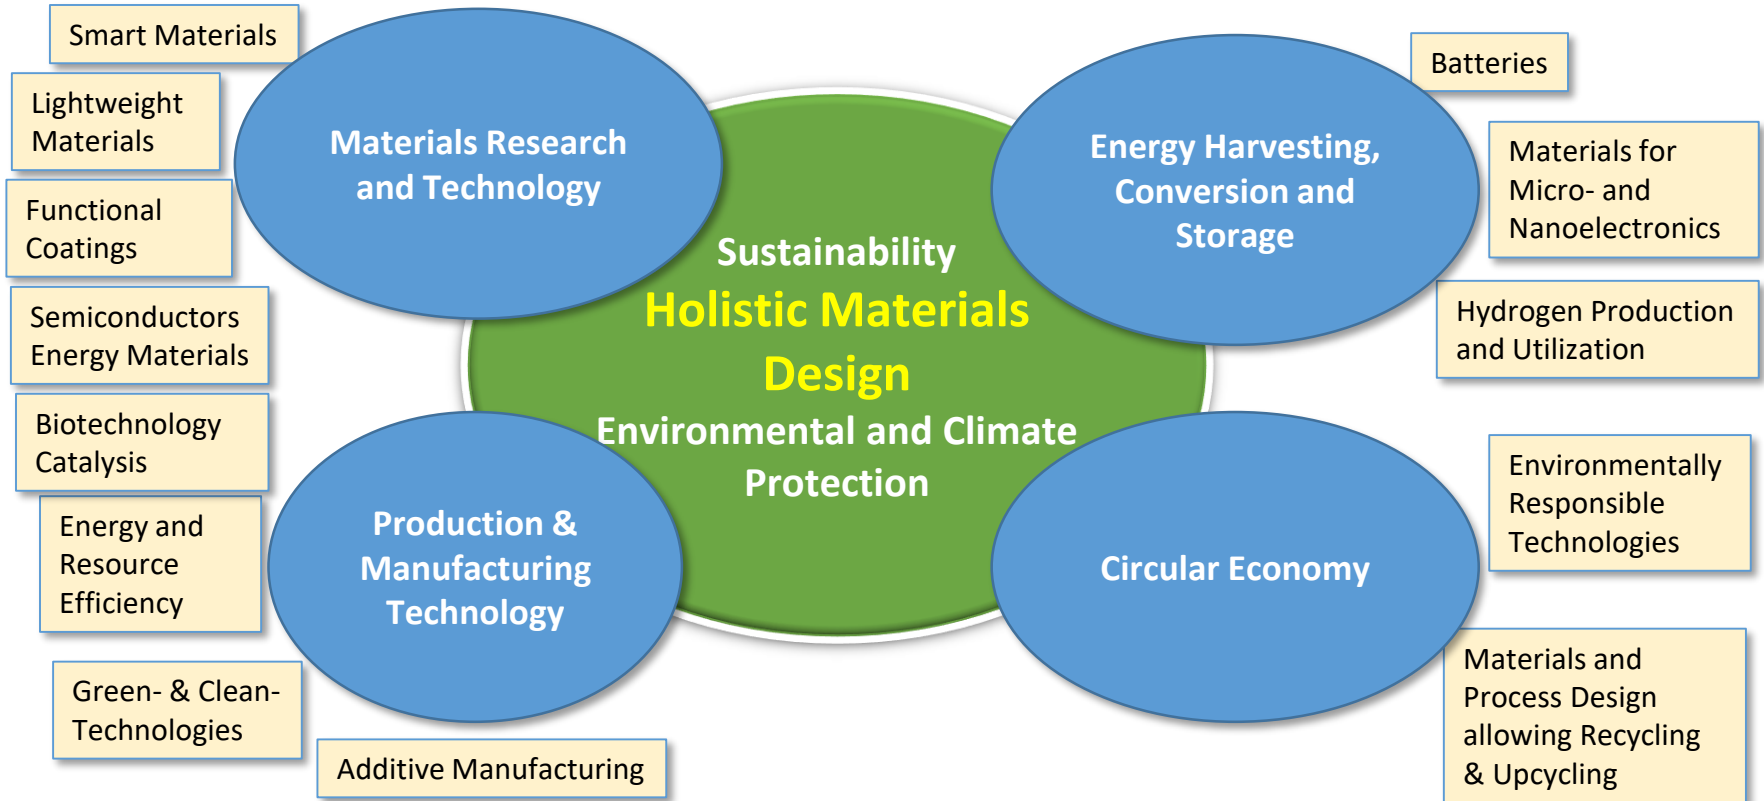 Smart Materials
Lightweight
Materials
Functional
Coatings
Semiconductors
Energy Materials
Biotechnology
Catalysis
Energy and
Resource
Efficiency
Green- & Clean-
Technologies
Additive Manufacturing
Materials Research
and Technology
Production &
Manufacturing
Technology
Sustainability
Holistic Materials
Design
Environmental and Climate
Protection
Energy Harvesting,
Conversion and
Storage
Circular Economy
Batteries
Materials for
Micro- and
Nanoelectronics
Hydrogen Production
and Utilization
Environmentally
Responsible
Technologies
Materials and
Process Design
allowing Recycling
& Upcycling